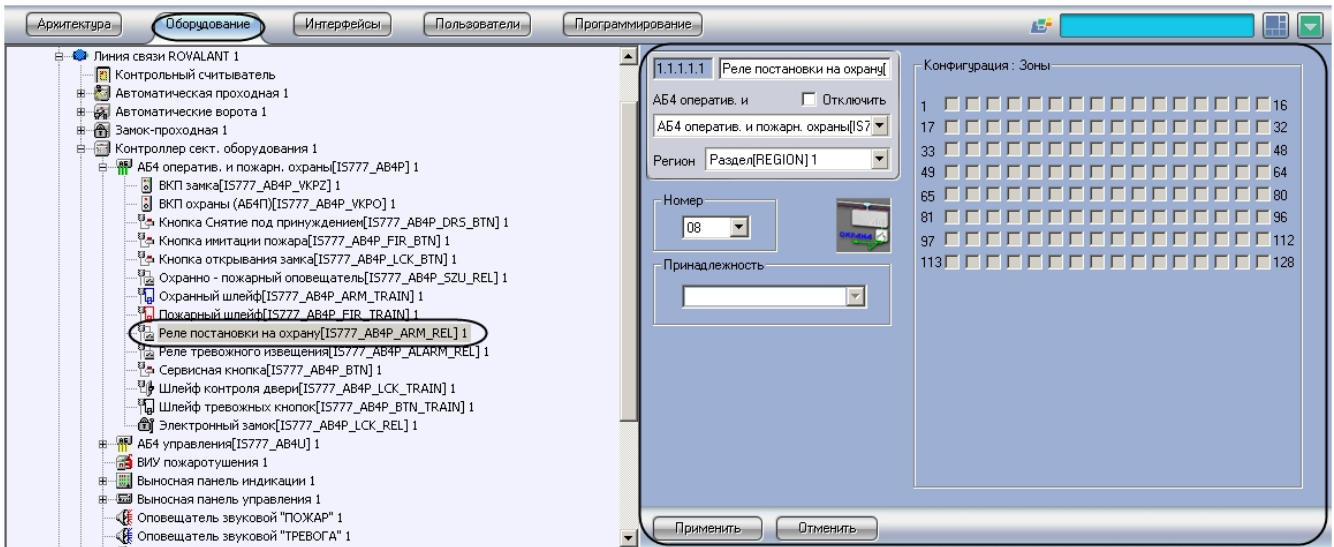 Архитектура Оборудование Интерфейсы Пользователи Программирование
Линия связи ROVALANT 1
Контрольный считыватель
Автоматическая проходная 1
Автоматические ворота 1
Замок-проходная 1
Контроллер сект. оборудования 1
АБ4 оператив. и пожарн. охраны[IS777_AB4P] 1
ВКП замка[IS777_AB4P_VKPZ] 1
ВКП охраны (АБ4П)[IS777_AB4P_VKPO] 1
Кнопка Снятие под принуждением[IS777_AB4P_DRS_BTN] 1
Кнопка имитации пожара[IS777_AB4P_FIR_BTN] 1
Кнопка открывания замка[IS777_AB4P_LCK_BTN] 1
Охранно - пожарный оповещатель[IS777_AB4P_SZU_REL] 1
Охранный шлейф[IS777_AB4P_ARM_TRAIN] 1
Пожарный шлейф[IS777_AB4P_FIR_TRAIN] 1
Реле постановки на охрану[IS777_AB4P_ARM_REL] 1
Реле тревожного извещения[IS777_AB4P_ALARM_REL] 1
Сервисная кнопка[IS777_AB4P_BTN] 1
Шлейф контроля двери[IS777_AB4P_LCK_TRAIN] 1
Шлейф тревожных кнопок[IS777_AB4P_BTN_TRAIN] 1
Электронный замок[IS777_AB4P_LCK_REL] 1
АБ4 управления[IS777_AB4U] 1
ВИУ пожаротушения 1
Выносная панель индикации 1
Выносная панель управления 1
Оповещатель звуковой "ПОЖАР" 1
Оповещатель звуковой "ТРЕВОГА" 1
1.1.1.1.1 Реле постановки на охрану[
АБ4 оператив. и Отключить
АБ4 оператив. и пожарн. охраны[IS7
Регион Раздел[REGION] 1
Номер
08
ОХРАНА
Принадлежность
Конфигурация : Зоны
1 16
17 32
33 48
49 64
65 80
81 96
97 112
113 128
Применить Отменить